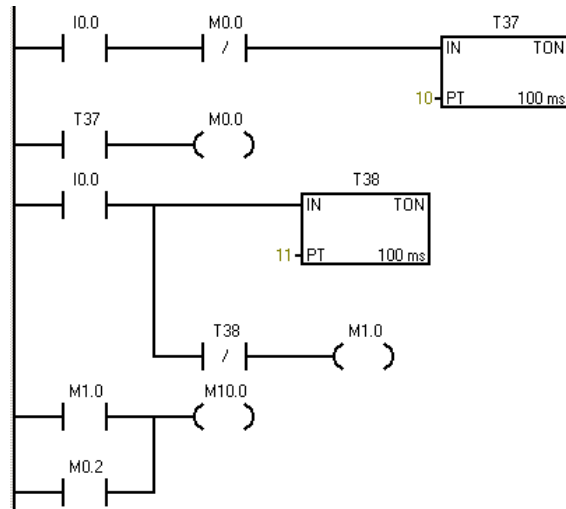 I0.0 M0.0 T37
/ IN TON
10 PT 100 ms
T37 M0.0
I0.0 T38
IN TON
11 PT 100 ms
T38 M1.0
/
M1.0 M10.0
M0.2